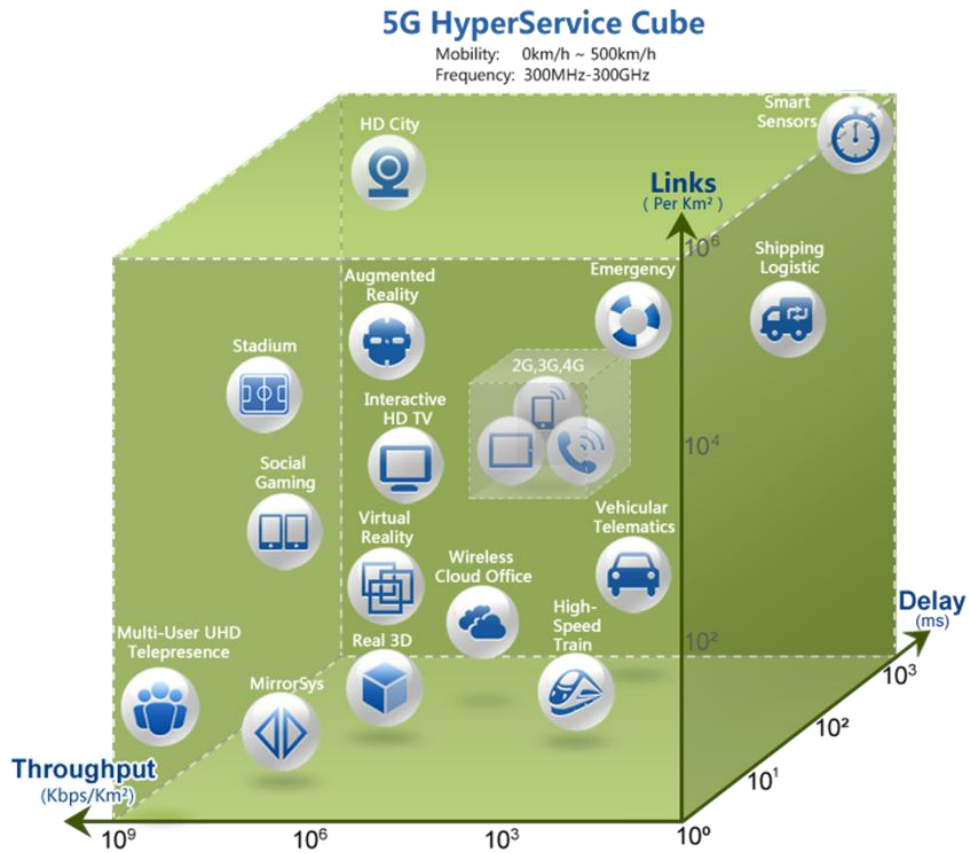 5G HyperService Cube
Mobility: 0km/h ~ 500km/h
Frequency: 300MHz-300GHz
Smart
Sensors
HD City
Links
( Per Km² )
10⁶
Shipping
Logistic
Emergency
Augmented
Reality
Stadium
2G,3G,4G
Interactive
HD TV
10⁴
Social
Gaming
Vehicular
Telematics
Virtual
Reality
Wireless
Cloud Office
High-
Speed
Train
Delay
(ms)
Multi-User UHD
Telepresence
Real 3D
10²
MirrorSys
10³
10²
10¹
Throughput
(Kbps/Km²)
10⁹
10⁶
10³
10⁰